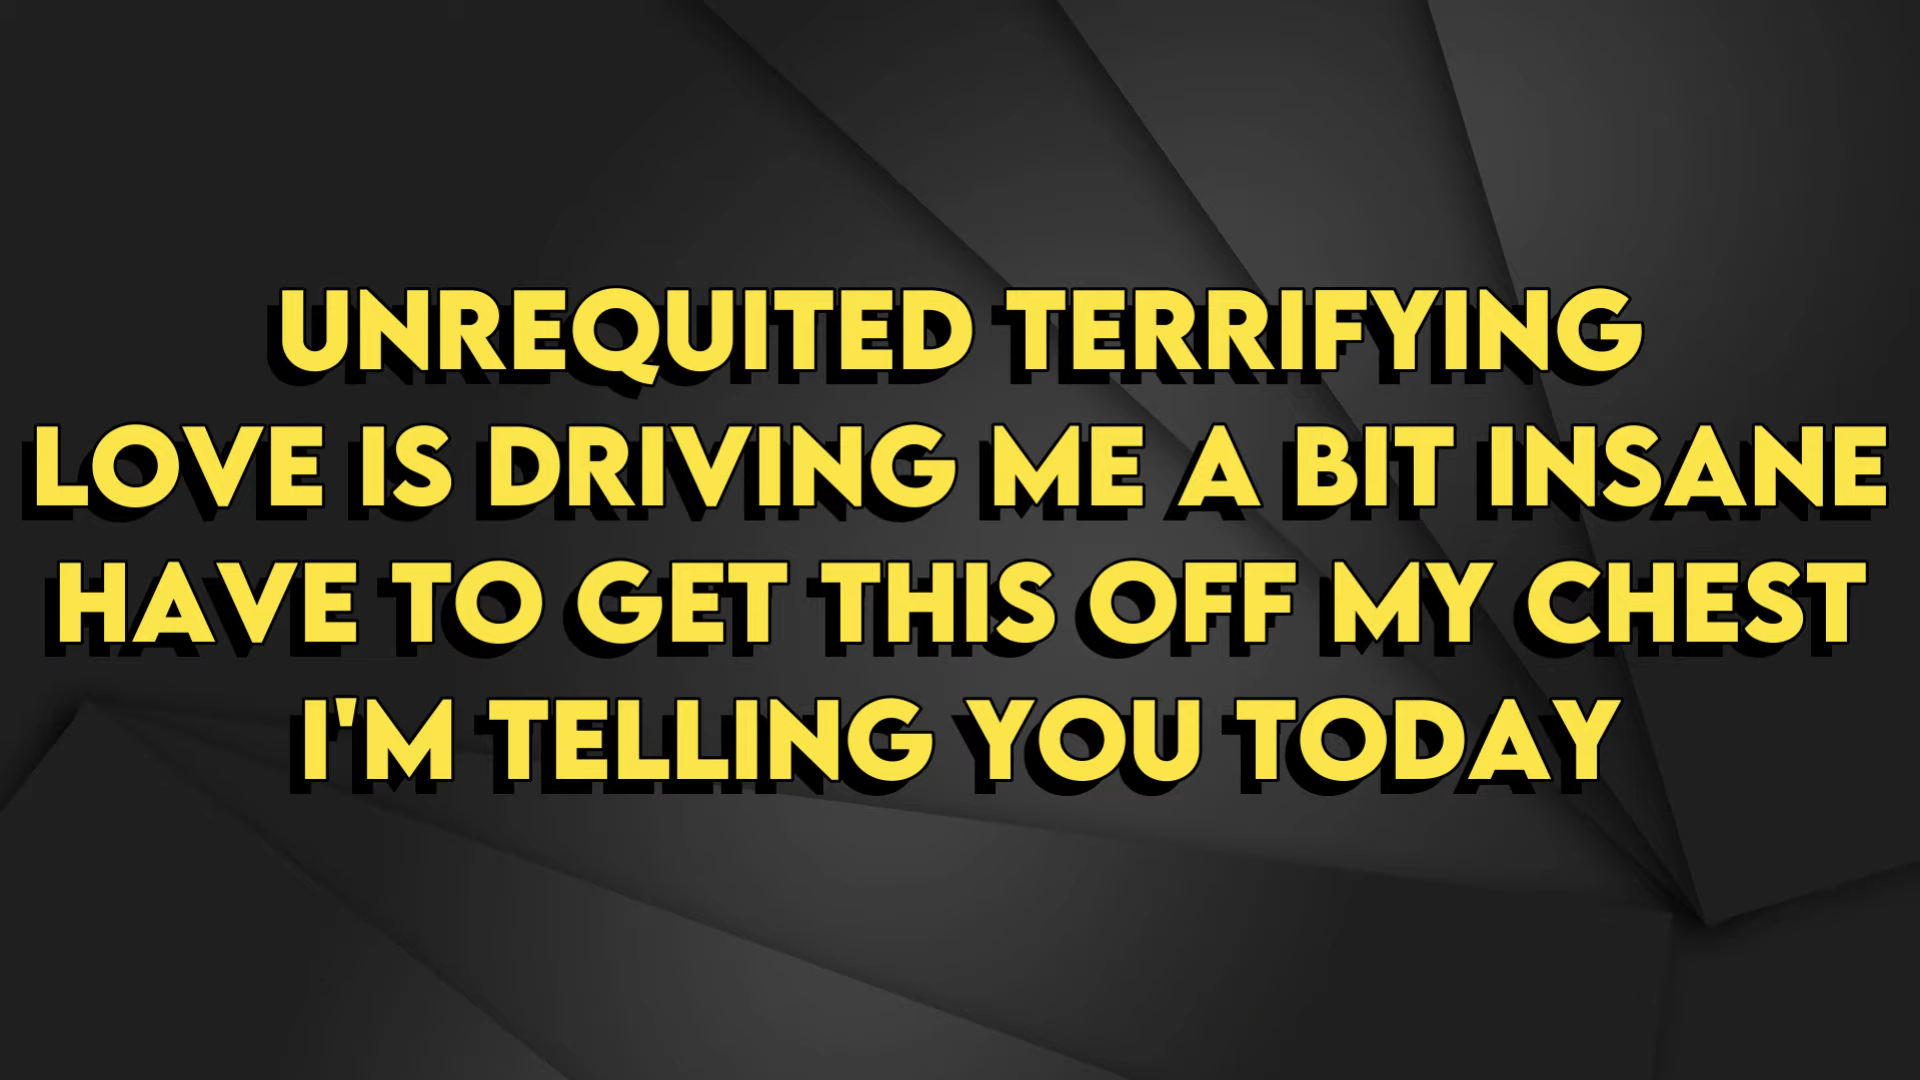 UNREQUITED TERRIFYING
LOVE IS DRIVING ME A BIT INSANE
HAVE TO GET THIS OFF MY CHEST
I'M TELLING YOU TODAY